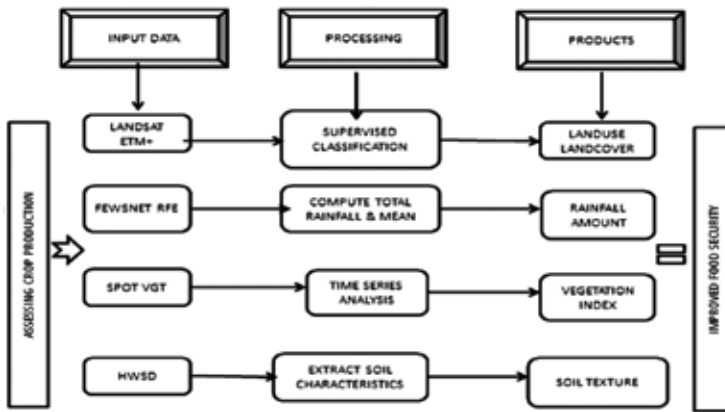 INPUT DATA
PROCESSING
PRODUCTS
ASSESSING CROP PRODUCTION
LANDSAT
ETM+
SUPERVISED
CLASSIFICATION
LANDUSE
LANDCOVER
FEWSNET RFE
COMPUTE TOTAL
RAINFALL & MEAN
RAINFALL
AMOUNT
SPOT VGT
TIME SERIES
ANALYSIS
VEGETATION
INDEX
HWSD
EXTRACT SOIL
CHARACTERISTICS
SOIL TEXTURE
IMPROVED FOOD SECURITY